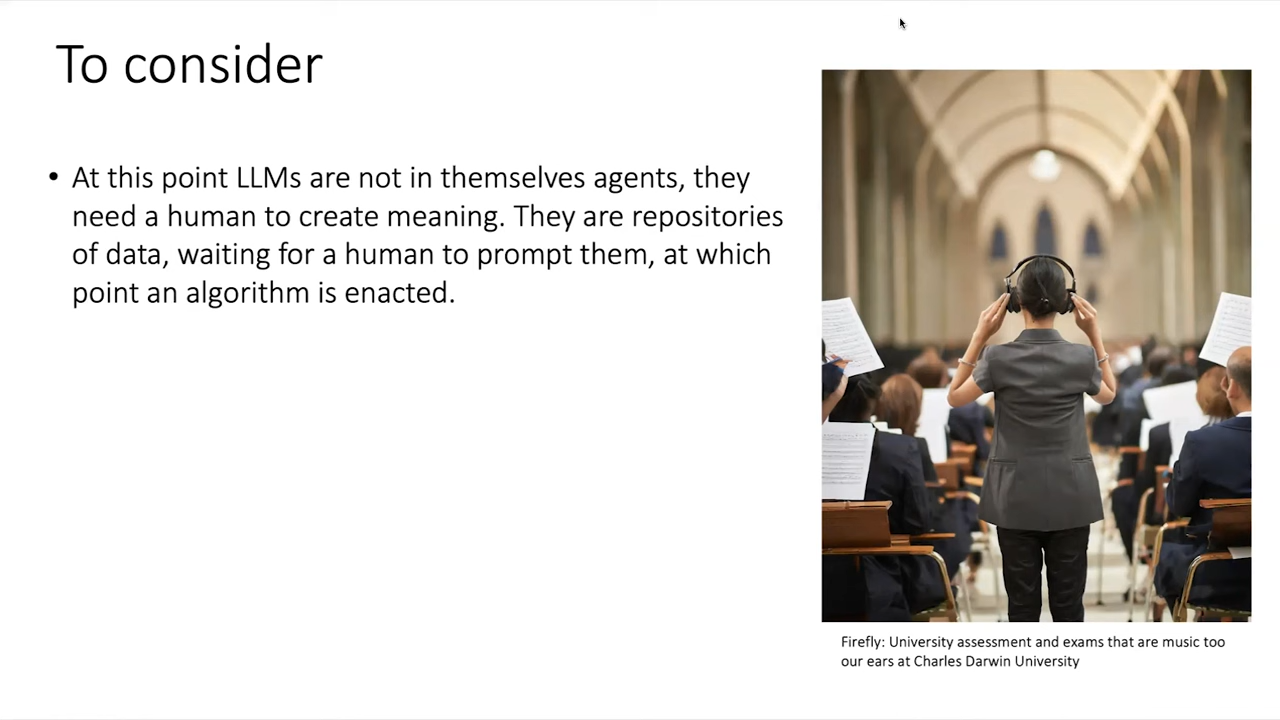 To consider
• At this point LLMs are not in themselves agents, they
need a human to create meaning. They are repositories
of data, waiting for a human to prompt them, at which
point an algorithm is enacted.
Firefly: University assessment and exams that are music too
our ears at Charles Darwin University